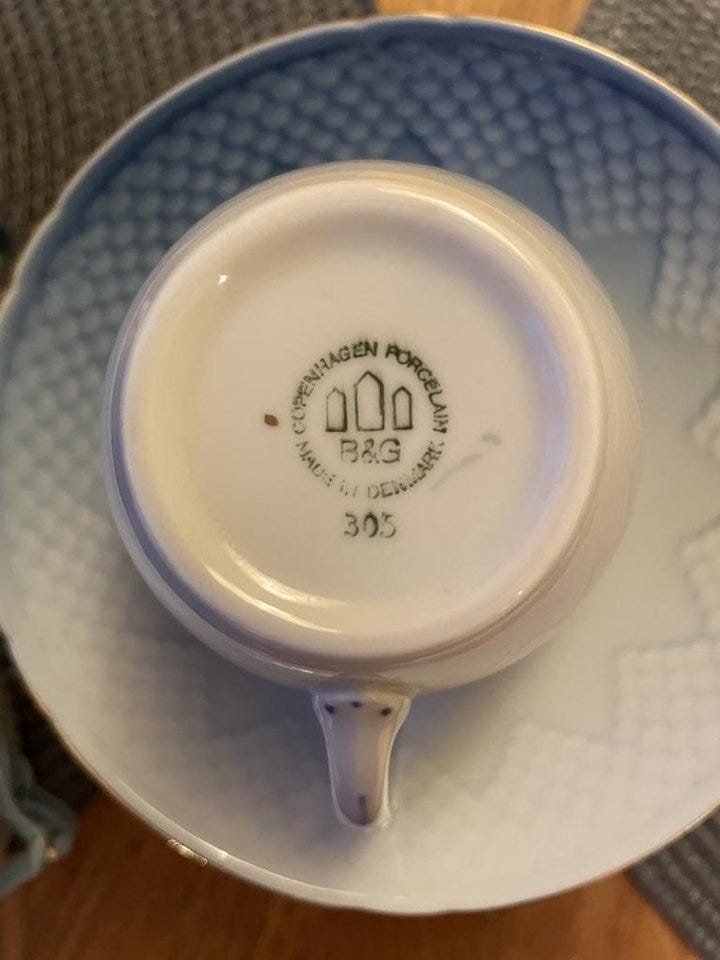 COPENHAGEN PORCELAIN
B&G
MADE IN DENMARK
305